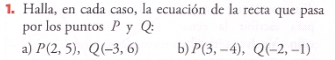 1. Halla, en cada caso, la ecuación de la recta que pasa
por los puntos P y Q:
a) P(2, 5), Q(–3, 6) b) P(3, –4), Q(–2, –1)